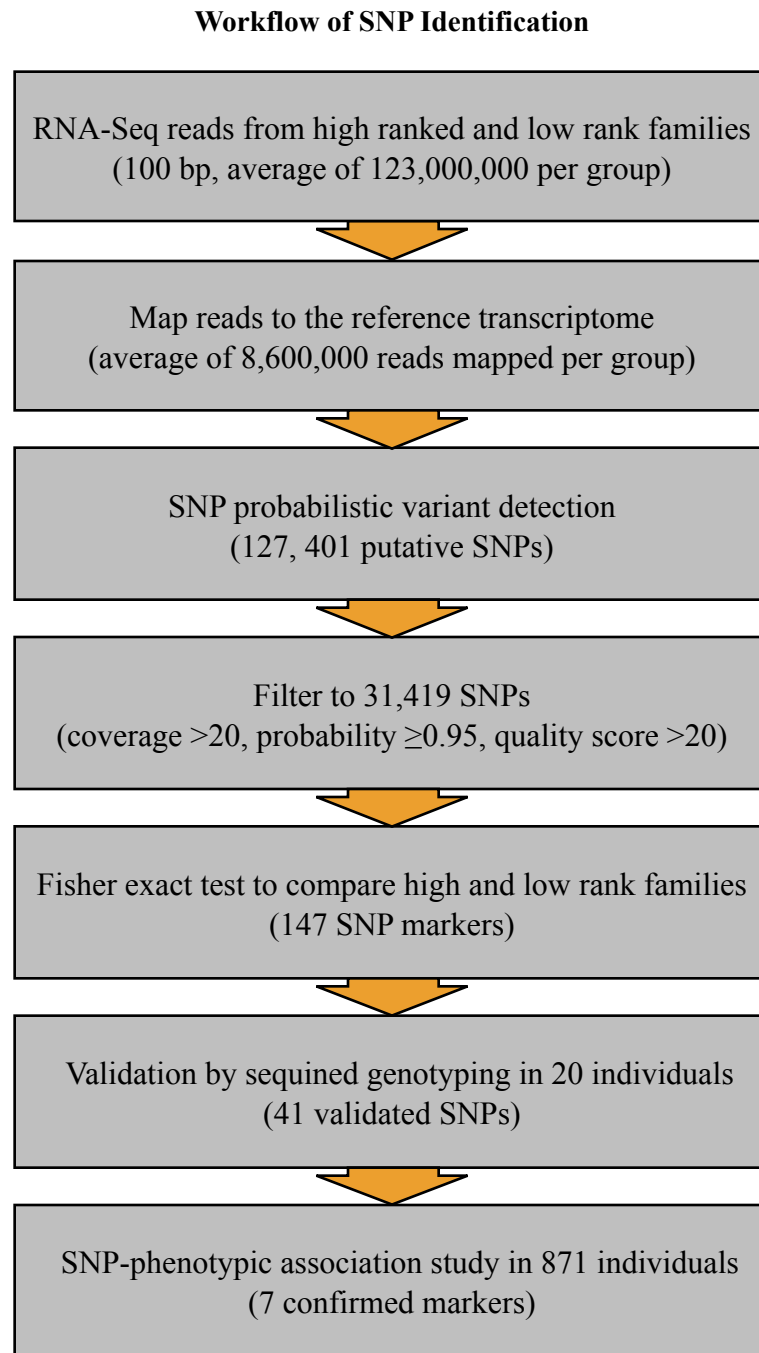 Workflow of SNP Identification
RNA-Seq reads from high ranked and low rank families
(100 bp, average of 123,000,000 per group)
Map reads to the reference transcriptome
(average of 8,600,000 reads mapped per group)
SNP probabilistic variant detection
(127, 401 putative SNPs)
Filter to 31,419 SNPs
(coverage >20, probability ≥0.95, quality score >20)
Fisher exact test to compare high and low rank families
(147 SNP markers)
Validation by sequined genotyping in 20 individuals
(41 validated SNPs)
SNP-phenotypic association study in 871 individuals
(7 confirmed markers)